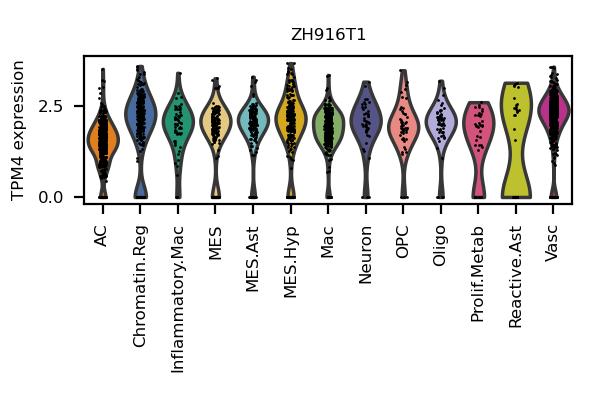 ZH916T1
TPM4 expression
2.5
0.0
AC
Chromatin.Reg
Inflammatory.Mac
MES
MES.Ast
MES.Hyp
Mac
Neuron
OPC
Oligo
Prolif.Metab
Reactive.Ast
Vasc